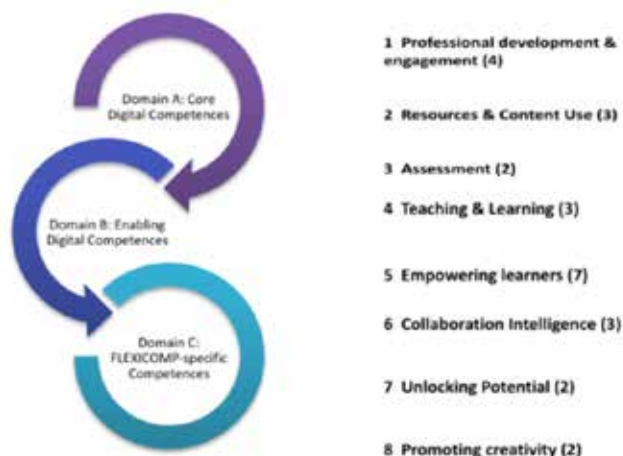 Domain A: Core
Digital Competences
Domain B: Enabling
Digital Competences
Domain C:
FLEXICOMP-specific
Competences
1 Professional development &
engagement (4)
2 Resources & Content Use (3)
3 Assessment (2)
4 Teaching & Learning (3)
5 Empowering learners (7)
6 Collaboration Intelligence (3)
7 Unlocking Potential (2)
8 Promoting creativity (2)